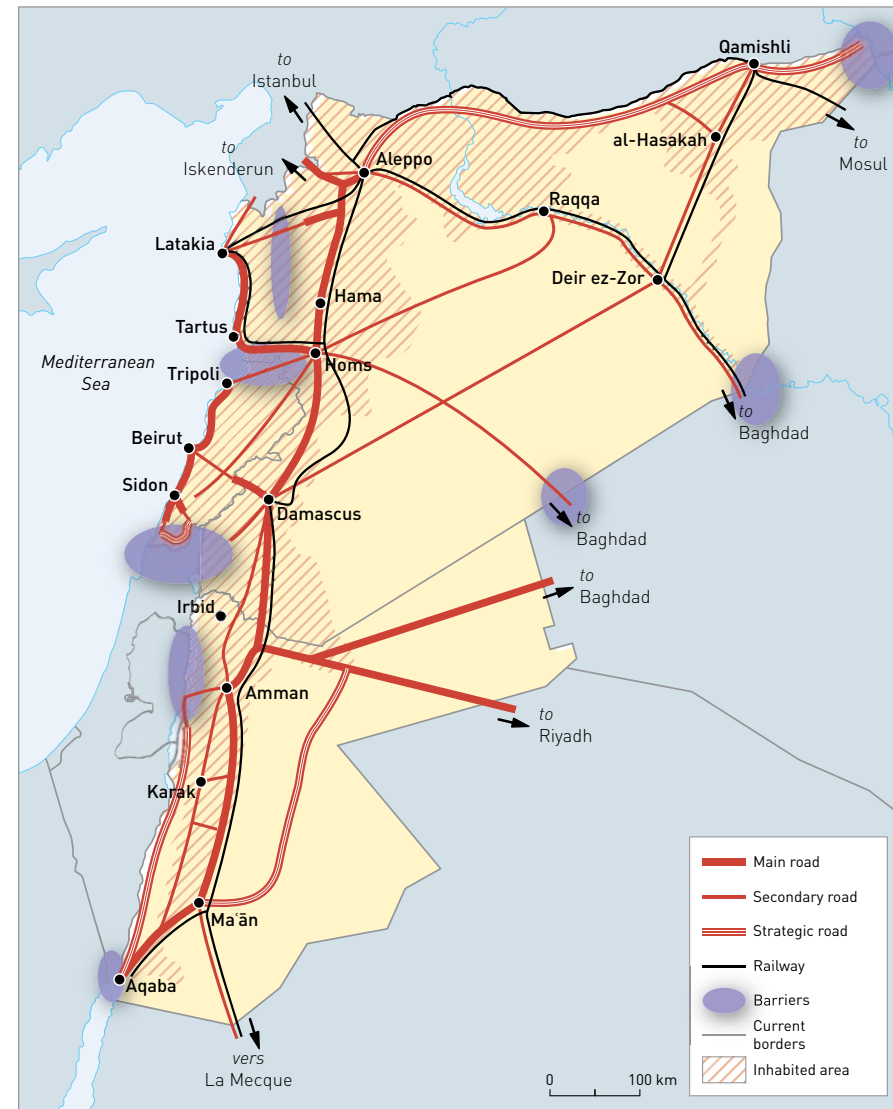 Qamishli
to
Istanbul
al-Hasakah
to
Mosul
to
Iskenderun
Aleppo
Raqqa
Latakia
Deir ez-Zor
Hama
Tartus
Mediterranean
Sea
Homs
Tripoli
to
Baghdad
Beirut
Sidon
Damascus
to
Baghdad
to
Baghdad
Irbid
Amman
to
Riyadh
Karak
Maʿān
Aqaba
vers
La Mecque
Main road
Secondary road
Strategic road
Railway
Barriers
Current
borders
Inhabited area
0 100 km